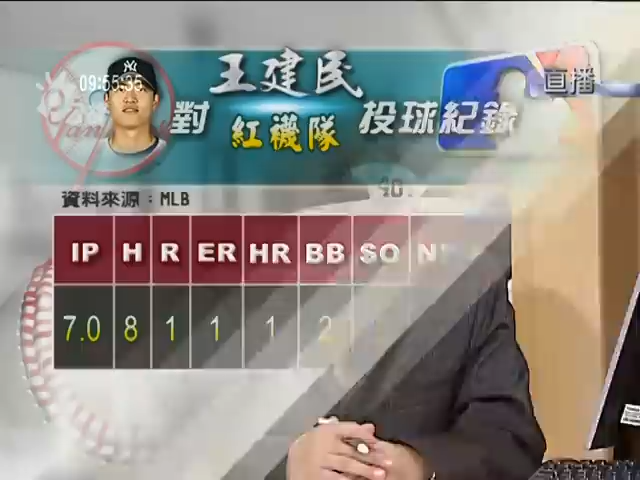 09:55:35
王建民
直播
對 紅襪隊 投球紀錄
資料來源：MLB
IP H R ER HR BB SO
7.0 8 1 1 1 2